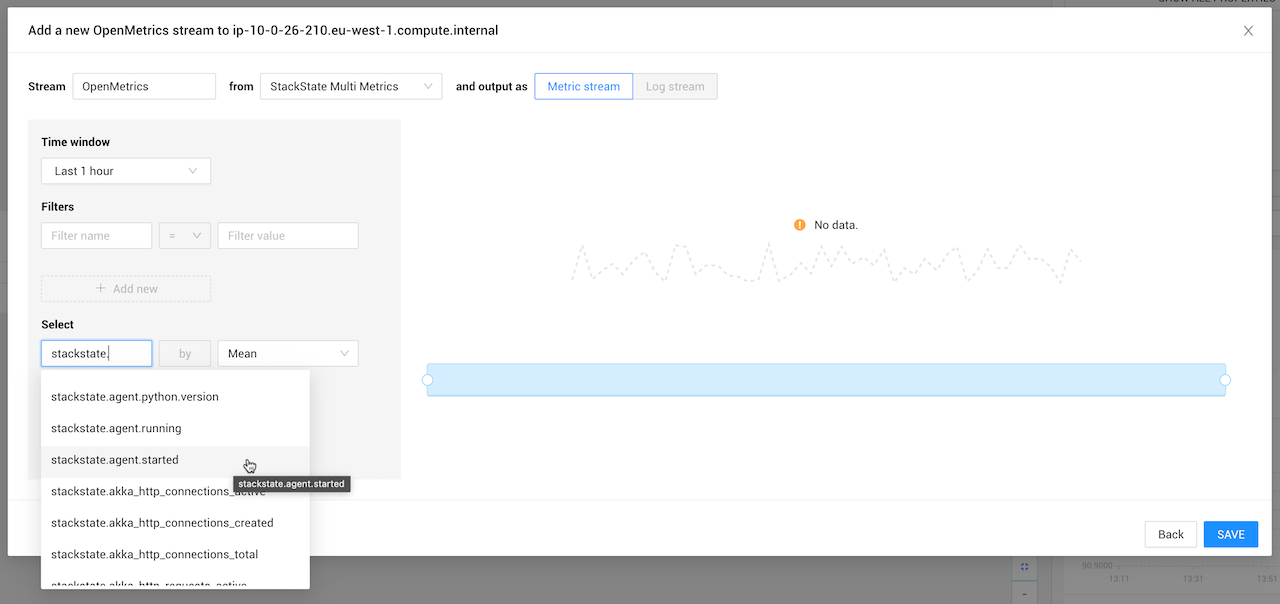 Add a new OpenMetrics stream to ip-10-0-26-210.eu-west-1.compute.internal
Stream OpenMetrics from StackState Multi Metrics and output as Metric stream Log stream
Time window
Last 1 hour
Filters
Filter name = Filter value
+ Add new
Select
stackstate. by Mean
No data.
stackstate.agent.python.version
stackstate.agent.running
stackstate.agent.started
stackstate.agent.started
stackstate.akka_http_connections_active
stackstate.akka_http_connections_created
stackstate.akka_http_connections_total
stackstate.akka_http_requests_active
Back SAVE
90.9000
13:11 13:31 13:51
-